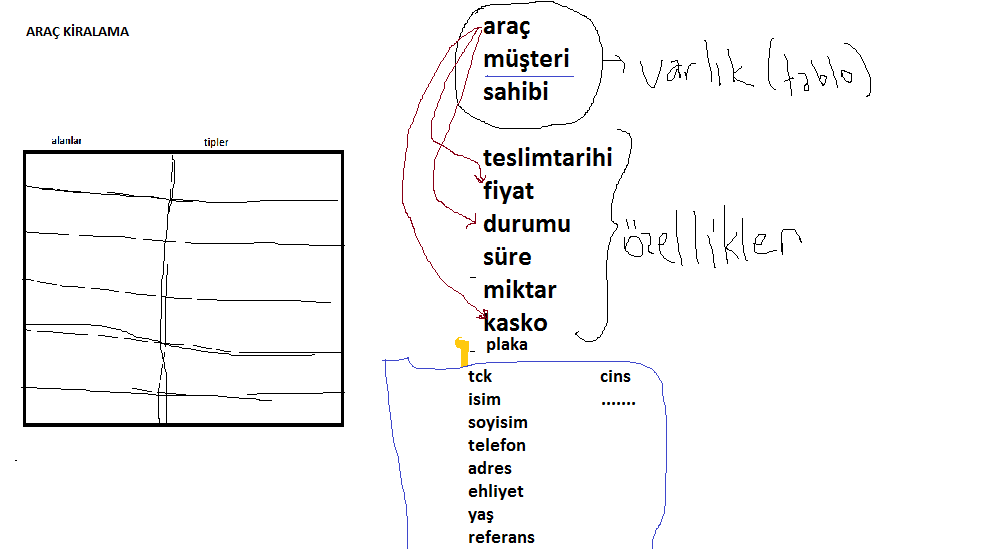 ARAÇ KİRALAMA
araç
müşteri
sahibi
varlık (tablo)
alanlar tipler
teslimtarihi
fiyat
durumu
süre
miktar
kasko
plaka
özellikler
tck cins
isim .......
soyisim
telefon
adres
ehliyet
yaş
referans